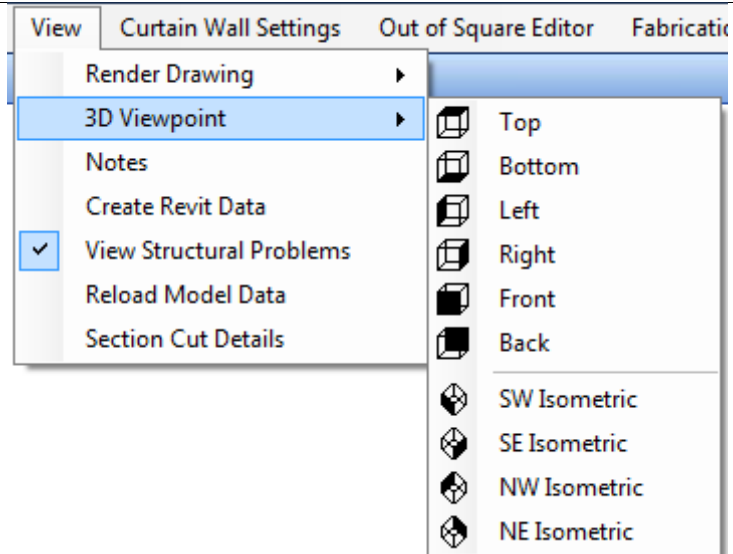 View Curtain Wall Settings Out of Square Editor
Render Drawing
3D Viewpoint
Notes
Create Revit Data
View Structural Problems
Reload Model Data
Section Cut Details
Top
Bottom
Left
Right
Front
Back
SW Isometric
SE Isometric
NW Isometric
NE Isometric